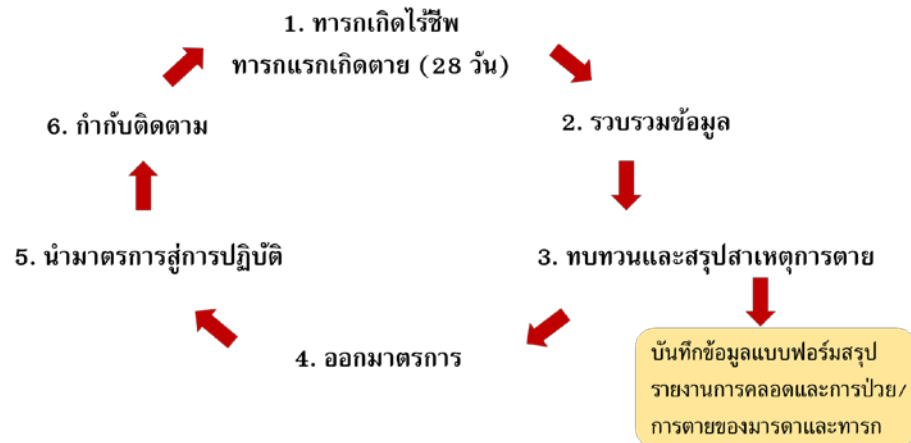 1. ทารกเกิดไร้ชีพ
ทารกแรกเกิดตาย (28 วัน)
2. รวบรวมข้อมูล
3. ทบทวนและสรุปสาเหตุการตาย
บันทึกข้อมูลแบบฟอร์มสรุป
รายงานการคลอดและการป่วย/
การตายของมารดาและทารก
4. ออกมาตรการ
5. นำมาตรการสู่การปฏิบัติ
6. กำกับติดตาม